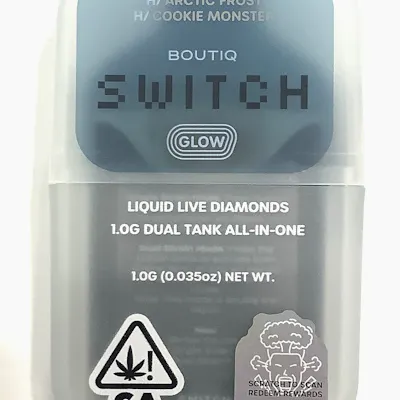 H/ ARCTIC FROST
H/ COOKIE MONSTER
BOUTIQ
SWITCH
GLOW
LIQUID LIVE DIAMONDS
1.0G DUAL TANK ALL-IN-ONE
1.0G (0.035oz) NET WT.
!
CA
SCRATCH TO SCAN
REDEEM REWARDS